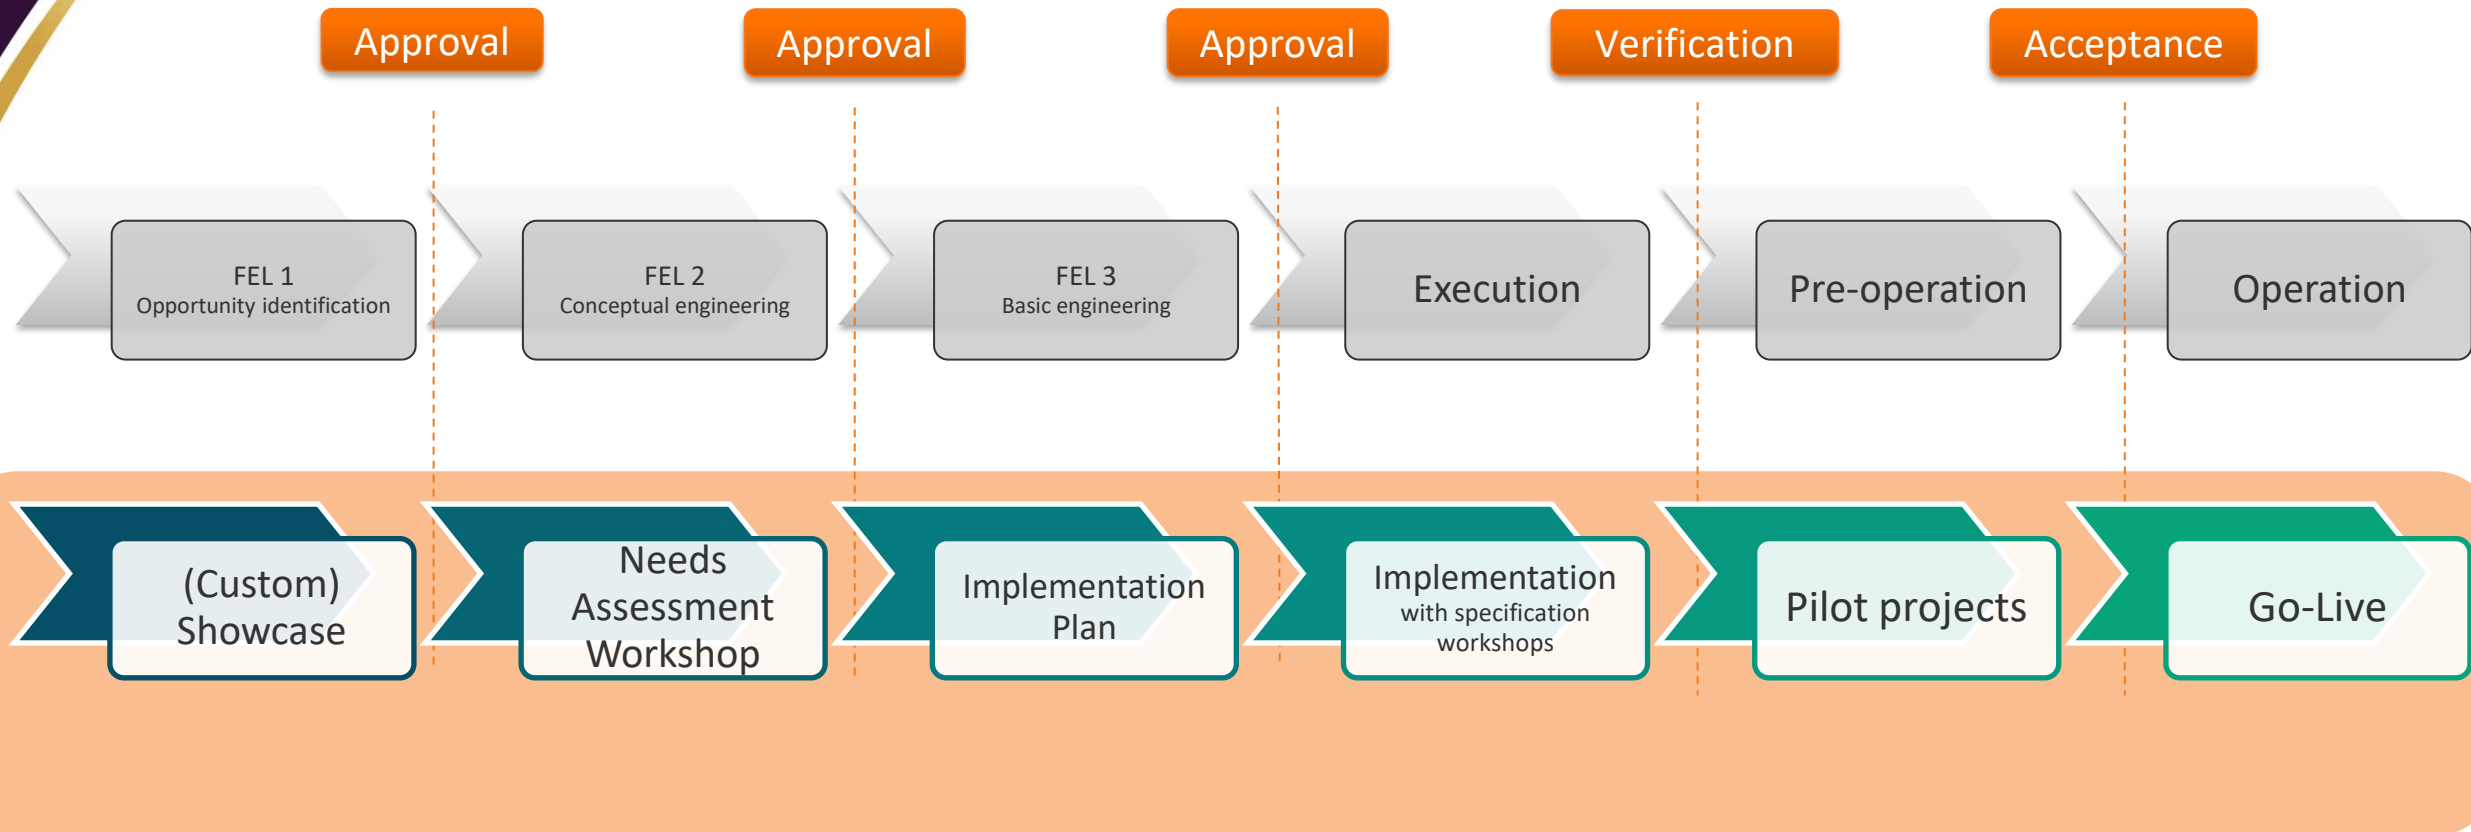 Approval
Approval
Approval
Verification
Acceptance
FEL 1
Opportunity identification
FEL 2
Conceptual engineering
FEL 3
Basic engineering
Execution
Pre-operation
Operation
(Custom)
Showcase
Needs
Assessment
Workshop
Implementation
Plan
Implementation
with specification
workshops
Pilot projects
Go-Live